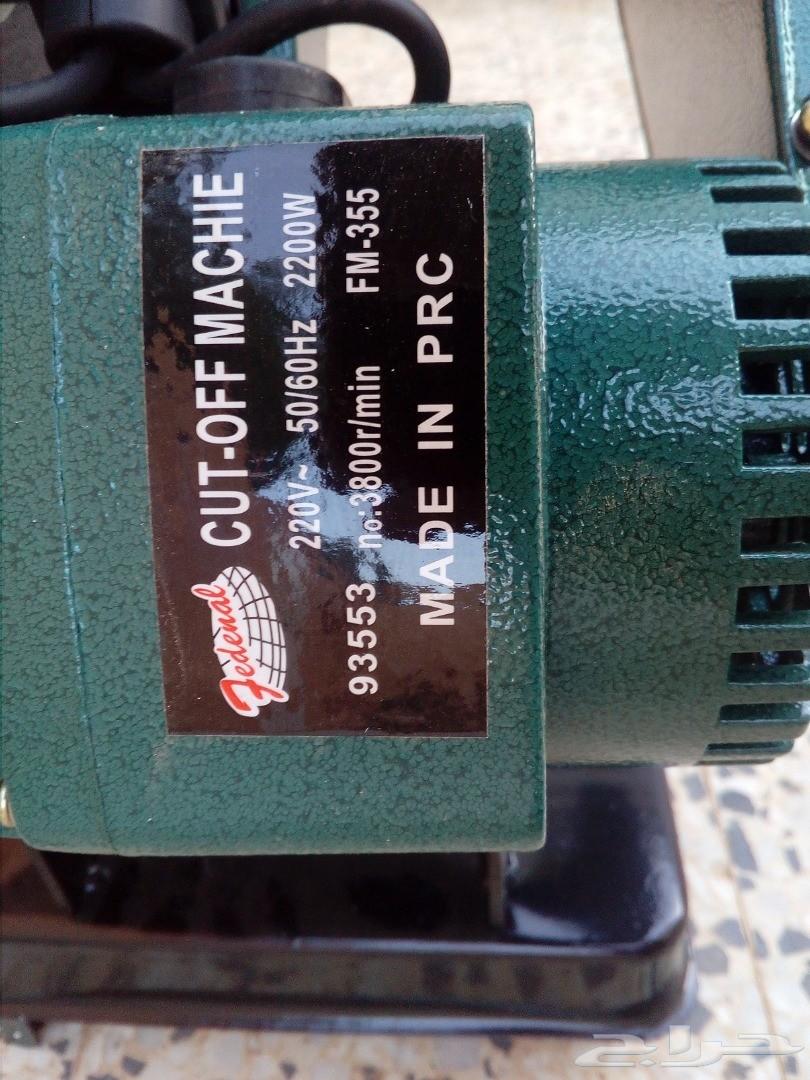 Fedenal
CUT-OFF MACHIE
220V~ 50/60Hz 2200W
93553 no:3800r/min FM-355
MADE IN PRC
حراج